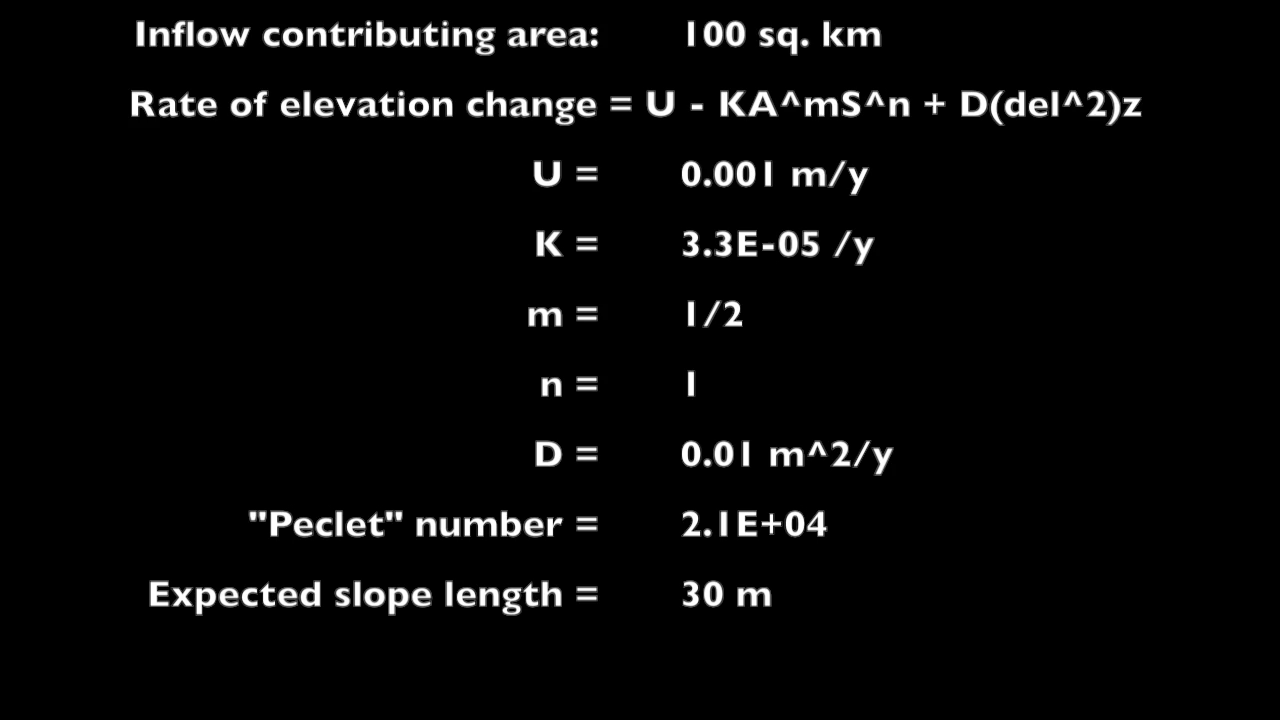 Inflow contributing area: 100 sq. km
Rate of elevation change = U - KA^mS^n + D(del^2)z
U = 0.001 m/y
K = 3.3E-05 /y
m = 1/2
n = 1
D = 0.01 m^2/y
"Peclet" number = 2.1E+04
Expected slope length = 30 m